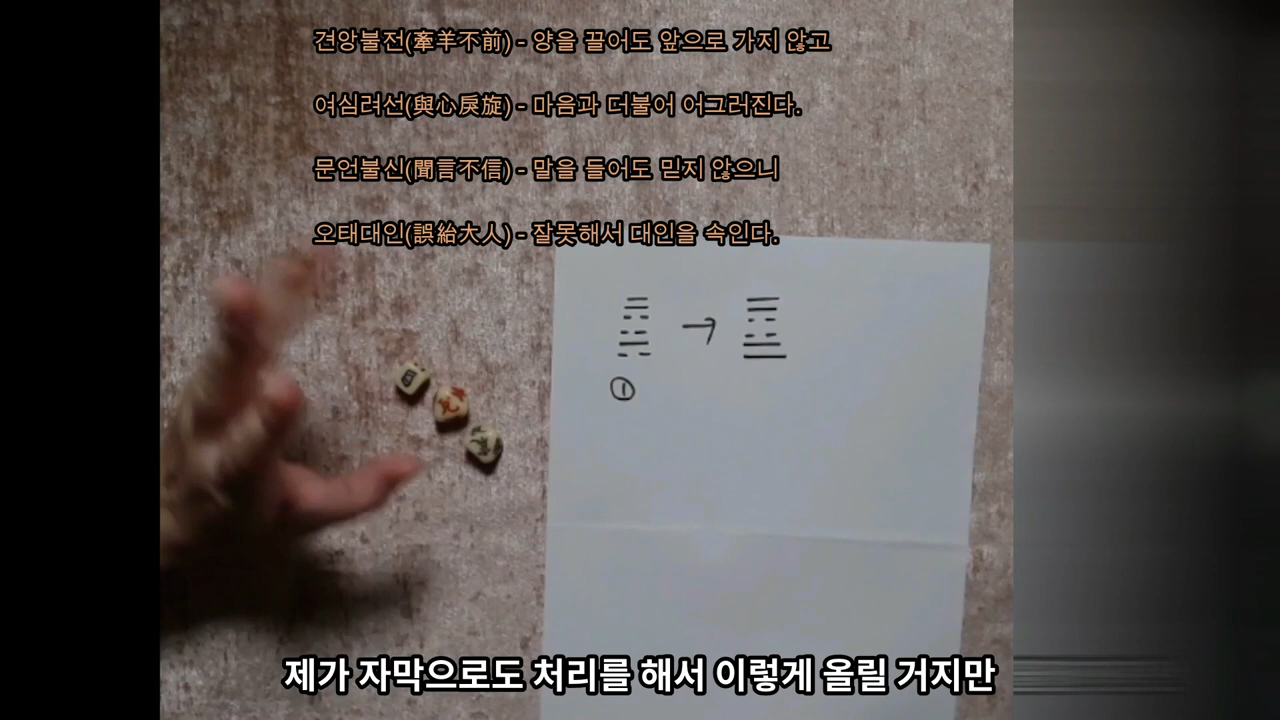 견양불전(牽羊不前) - 양을 끌어도 앞으로 가지 않고
여심려선(與心戾旋) - 마음과 더불어 어그러진다.
문언불신(聞言不信) - 말을 들어도 믿지 않으니
오태대인(誤紿大人) - 잘못해서 대인을 속인다.
→
①
제가 자막으로도 처리를 해서 이렇게 올릴 거지만